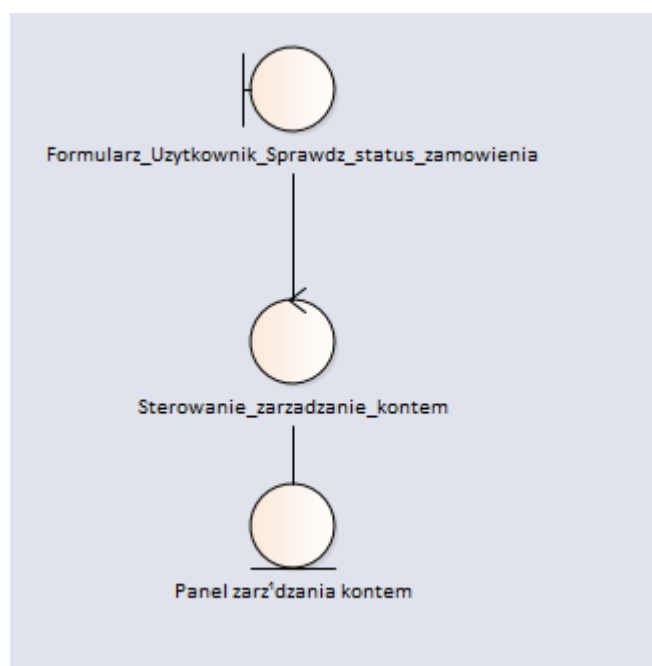 Formularz_Uzytkownik_Sprawdz_status_zamowienia
Sterowanie_zarzadzanie_kontem
Panel zarz¹dzania kontem